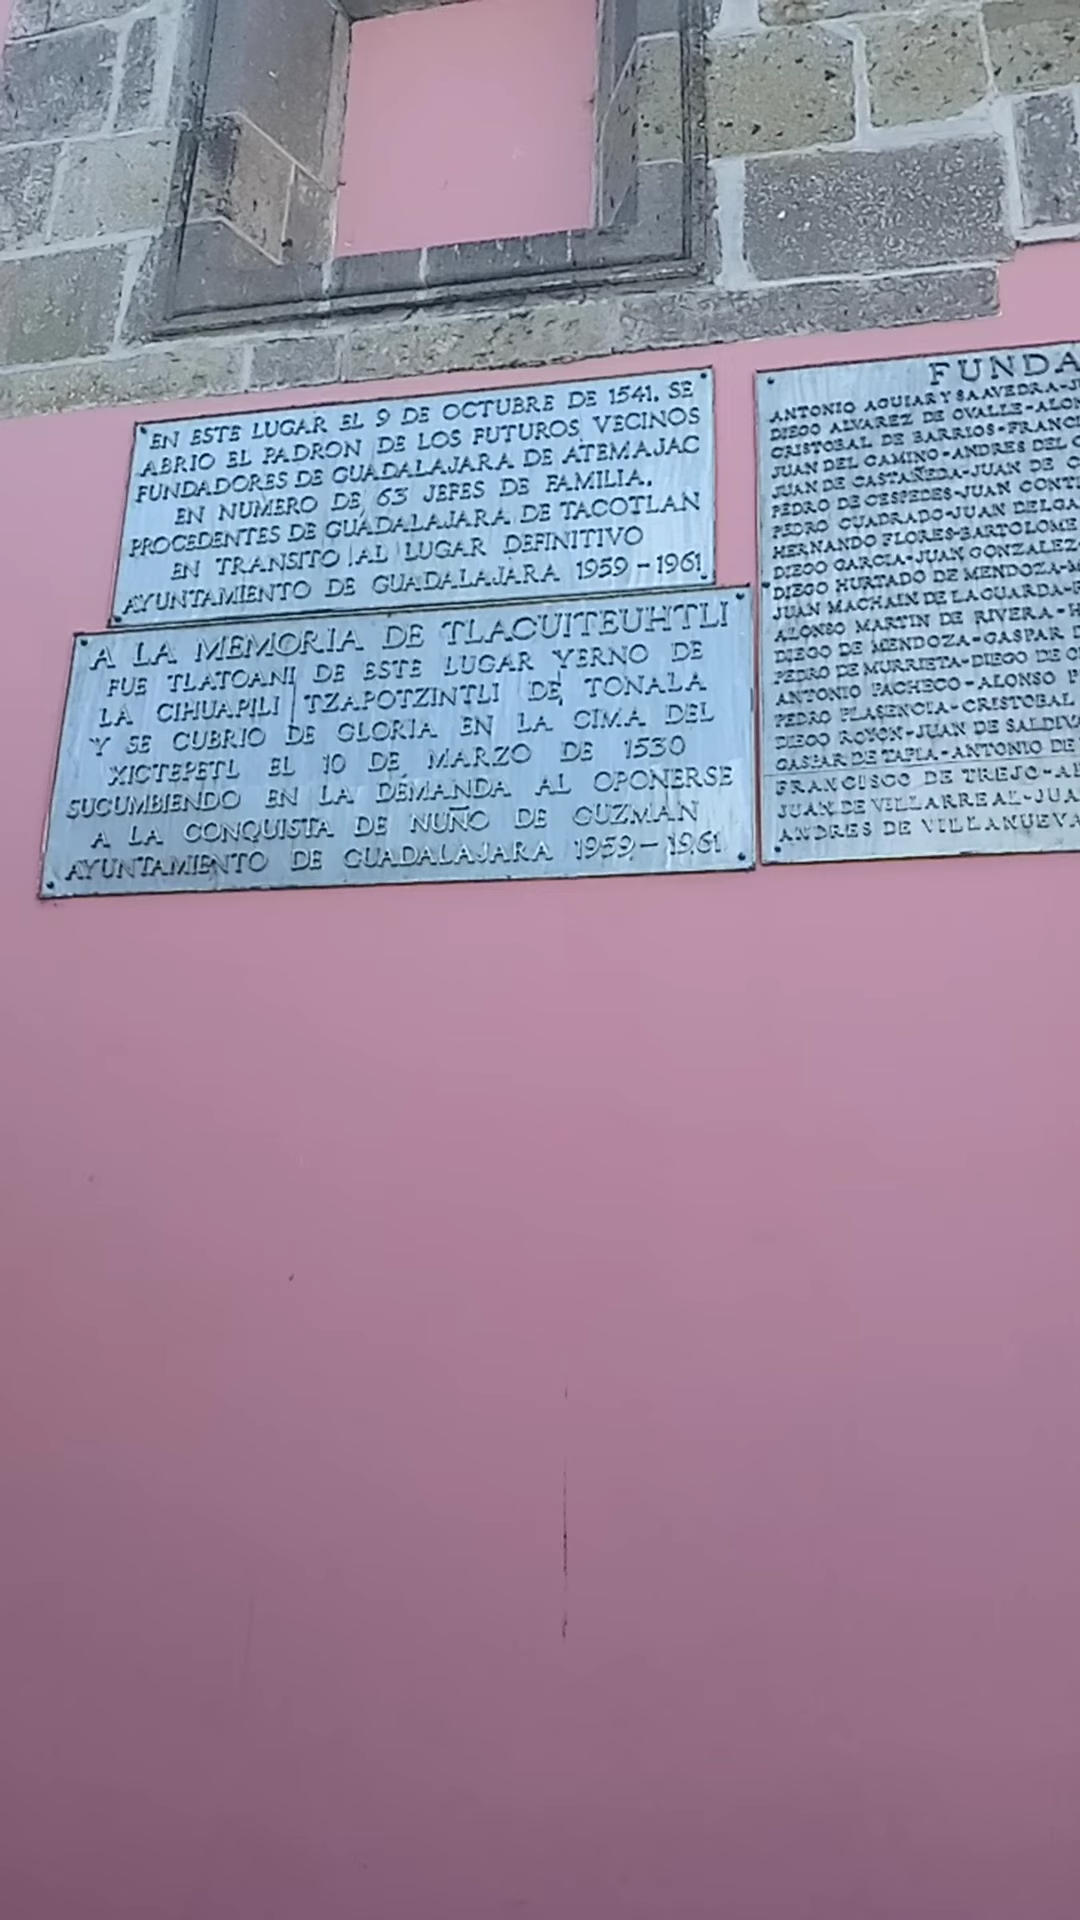 EN ESTE LUGAR EL 9 DE OCTUBRE DE 1541. SE
ABRIO EL PADRON DE LOS FUTUROS VECINOS
FUNDADORES DE GUADALAJARA DE ATEMAJAC
EN NUMERO DE 63 JEFES DE FAMILIA.
PROCEDENTES DE GUADALAJARA DE TACOTLAN
EN TRANSITO AL LUGAR DEFINITIVO
AYUNTAMIENTO DE GUADALAJARA 1959-1961
A LA MEMORIA DE TLACUITEUHTLI
FUE TLATOANI DE ESTE LUGAR YERNO DE
LA CIHUAPILI TZAPOTZINTLI DE TONALA
Y SE CUBRIO DE GLORIA EN LA CIMA DEL
XICTEPETL EL 10 DE MARZO DE 1530
SUCUMBIENDO EN LA DEMANDA AL OPONERSE
A LA CONQUISTA DE NUÑO DE GUZMAN
AYUNTAMIENTO DE GUADALAJARA 1959-1961
FUNDA
ANTONIO AGUIAR Y SAAVEDRA-J
DIEGO ALVAREZ DE OVALLE-ALON
CRISTOBAL DE BARRIOS-FRANC
JUAN DEL CAMINO-ANDRES DEL C
JUAN DE CASTAÑEDA-JUAN DE C
PEDRO DE CESPEDES-JUAN CONT
PEDRO CUADRADO-JUAN DELGA
HERNANDO FLORES-BARTOLOME
DIEGO GARCIA-JUAN GONZALEZ-
DIEGO HURTADO DE MENDOZA-M
JUAN MACHAIN DE LAGUARDA-F
ALONSO MARTIN DE RIVERA-H
DIEGO DE MENDOZA-GASPAR D
PEDRO DE MURRIETA-DIEGO DE O
ANTONIO PACHECO-ALONSO P
PEDRO PLASENCIA-CRISTOBAL
DIEGO ROYON-JUAN DE SALDIVA
GASPAR DE TAPIA-ANTONIO DE
FRANCISCO DE TREJO-A
JUAN DE VILLARREAL-JUA
ANDRES DE VILLANUEVA